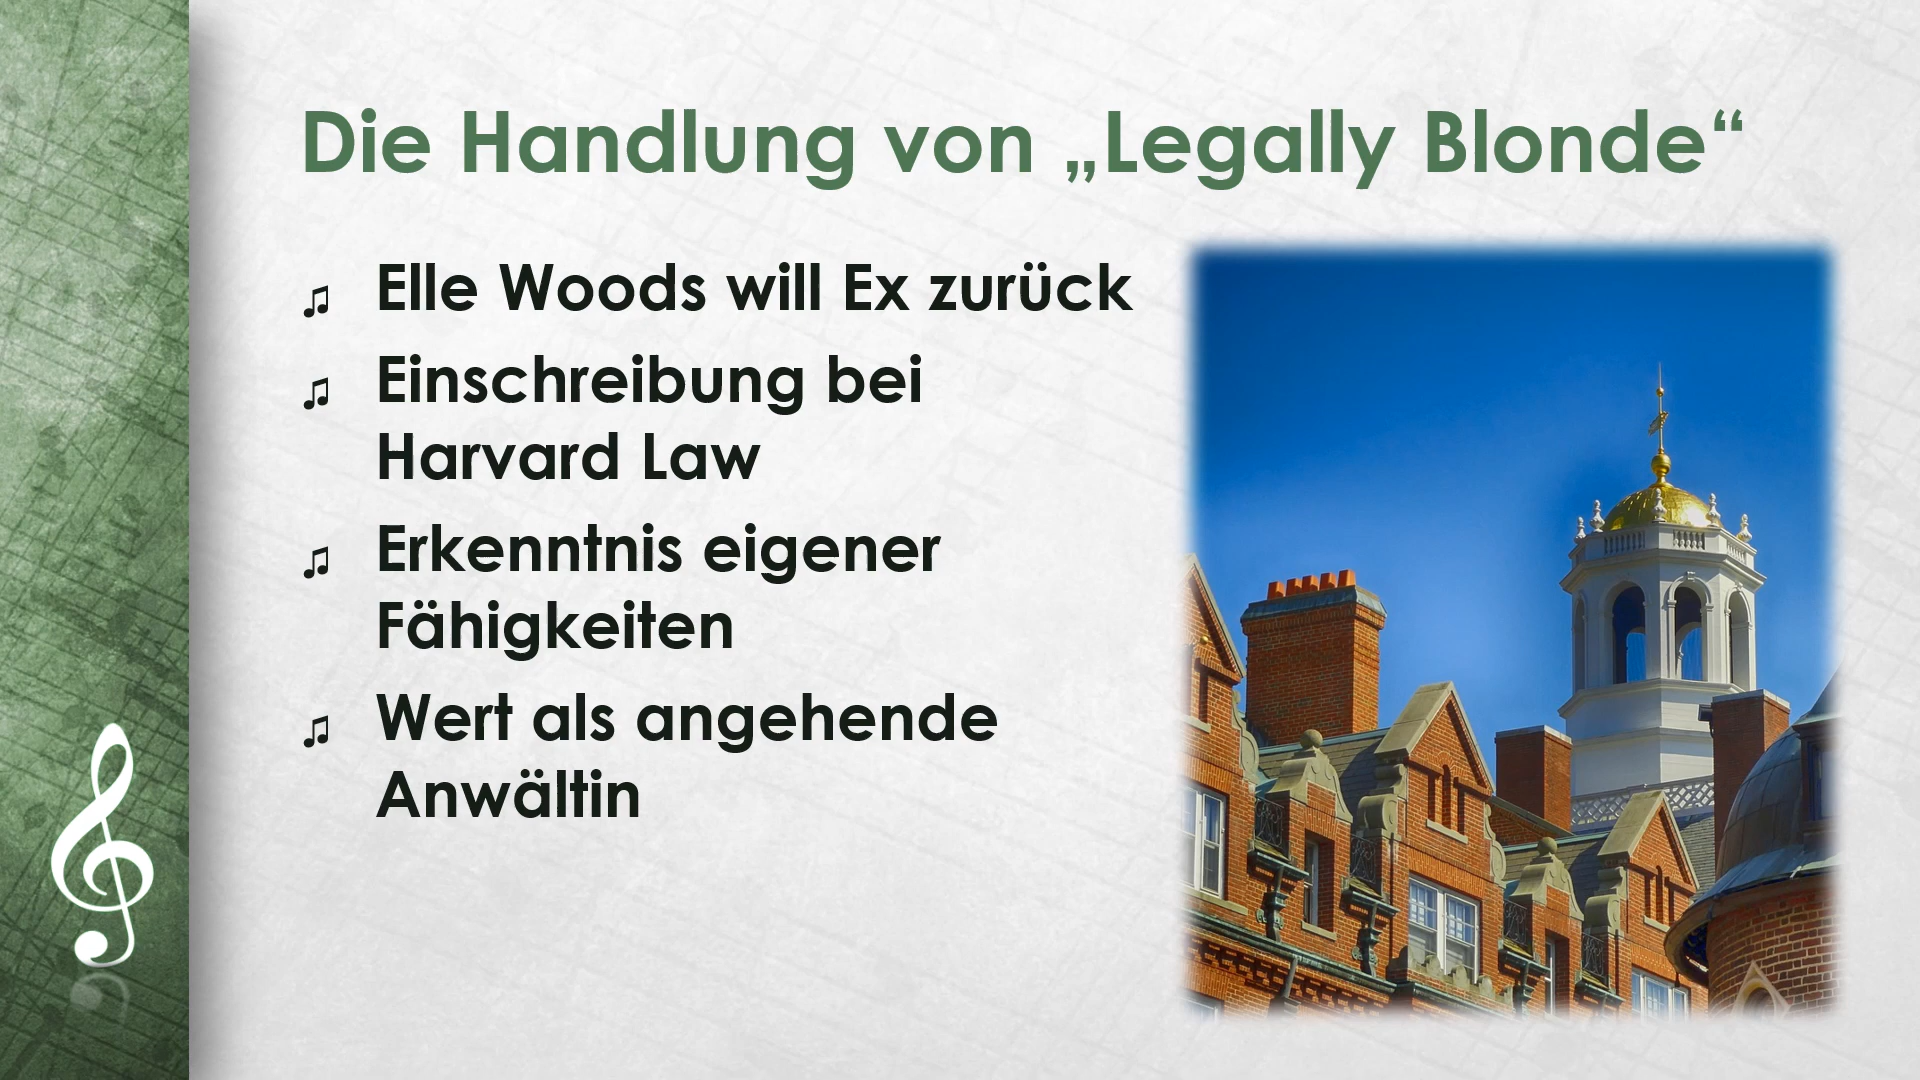 Die Handlung von „Legally Blonde“
♫ Elle Woods will Ex zurück
♫ Einschreibung bei
Harvard Law
♫ Erkenntnis eigener
Fähigkeiten
♫ Wert als angehende
Anwältin